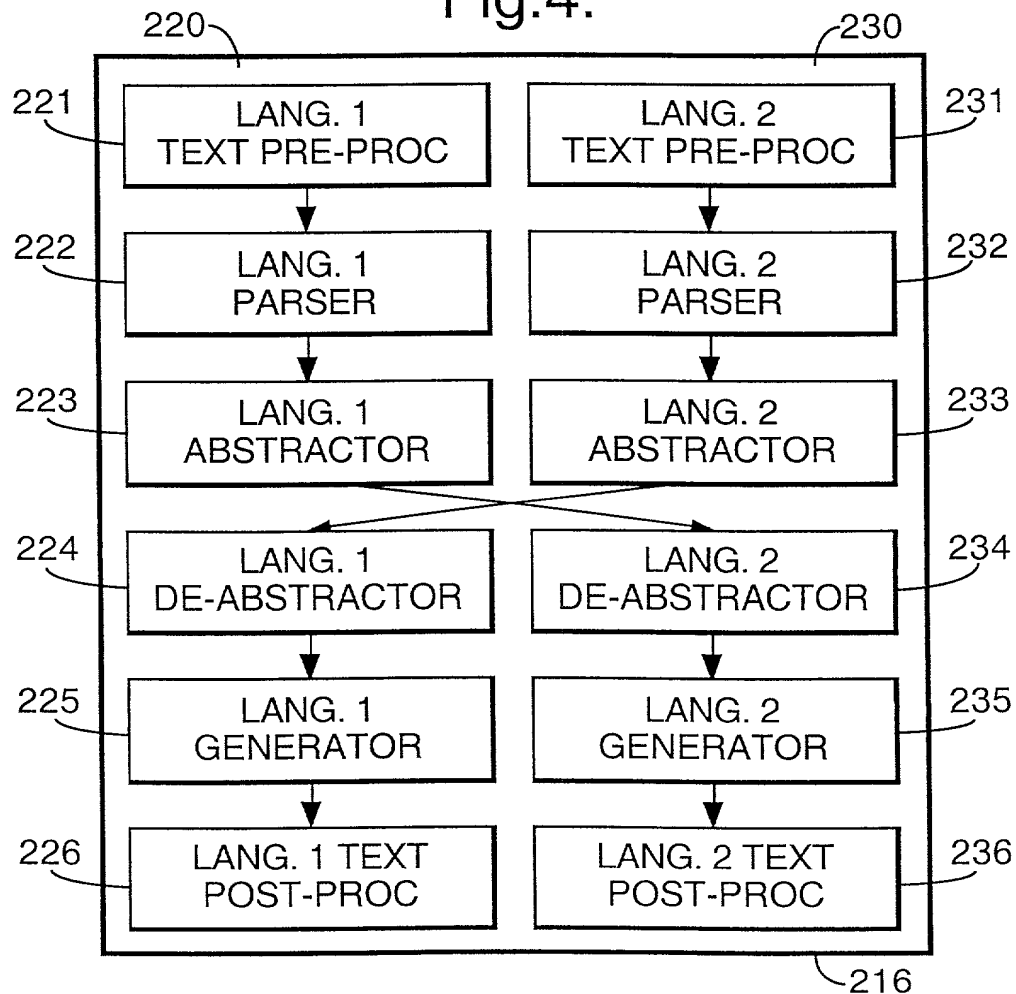 Fig.4.
220
230
221
LANG. 1
TEXT PRE-PROC
LANG. 2
TEXT PRE-PROC
231
222
LANG. 1
PARSER
LANG. 2
PARSER
232
223
LANG. 1
ABSTRACTOR
LANG. 2
ABSTRACTOR
233
224
LANG. 1
DE-ABSTRACTOR
LANG. 2
DE-ABSTRACTOR
234
225
LANG. 1
GENERATOR
LANG. 2
GENERATOR
235
226
LANG. 1 TEXT
POST-PROC
LANG. 2 TEXT
POST-PROC
236
216